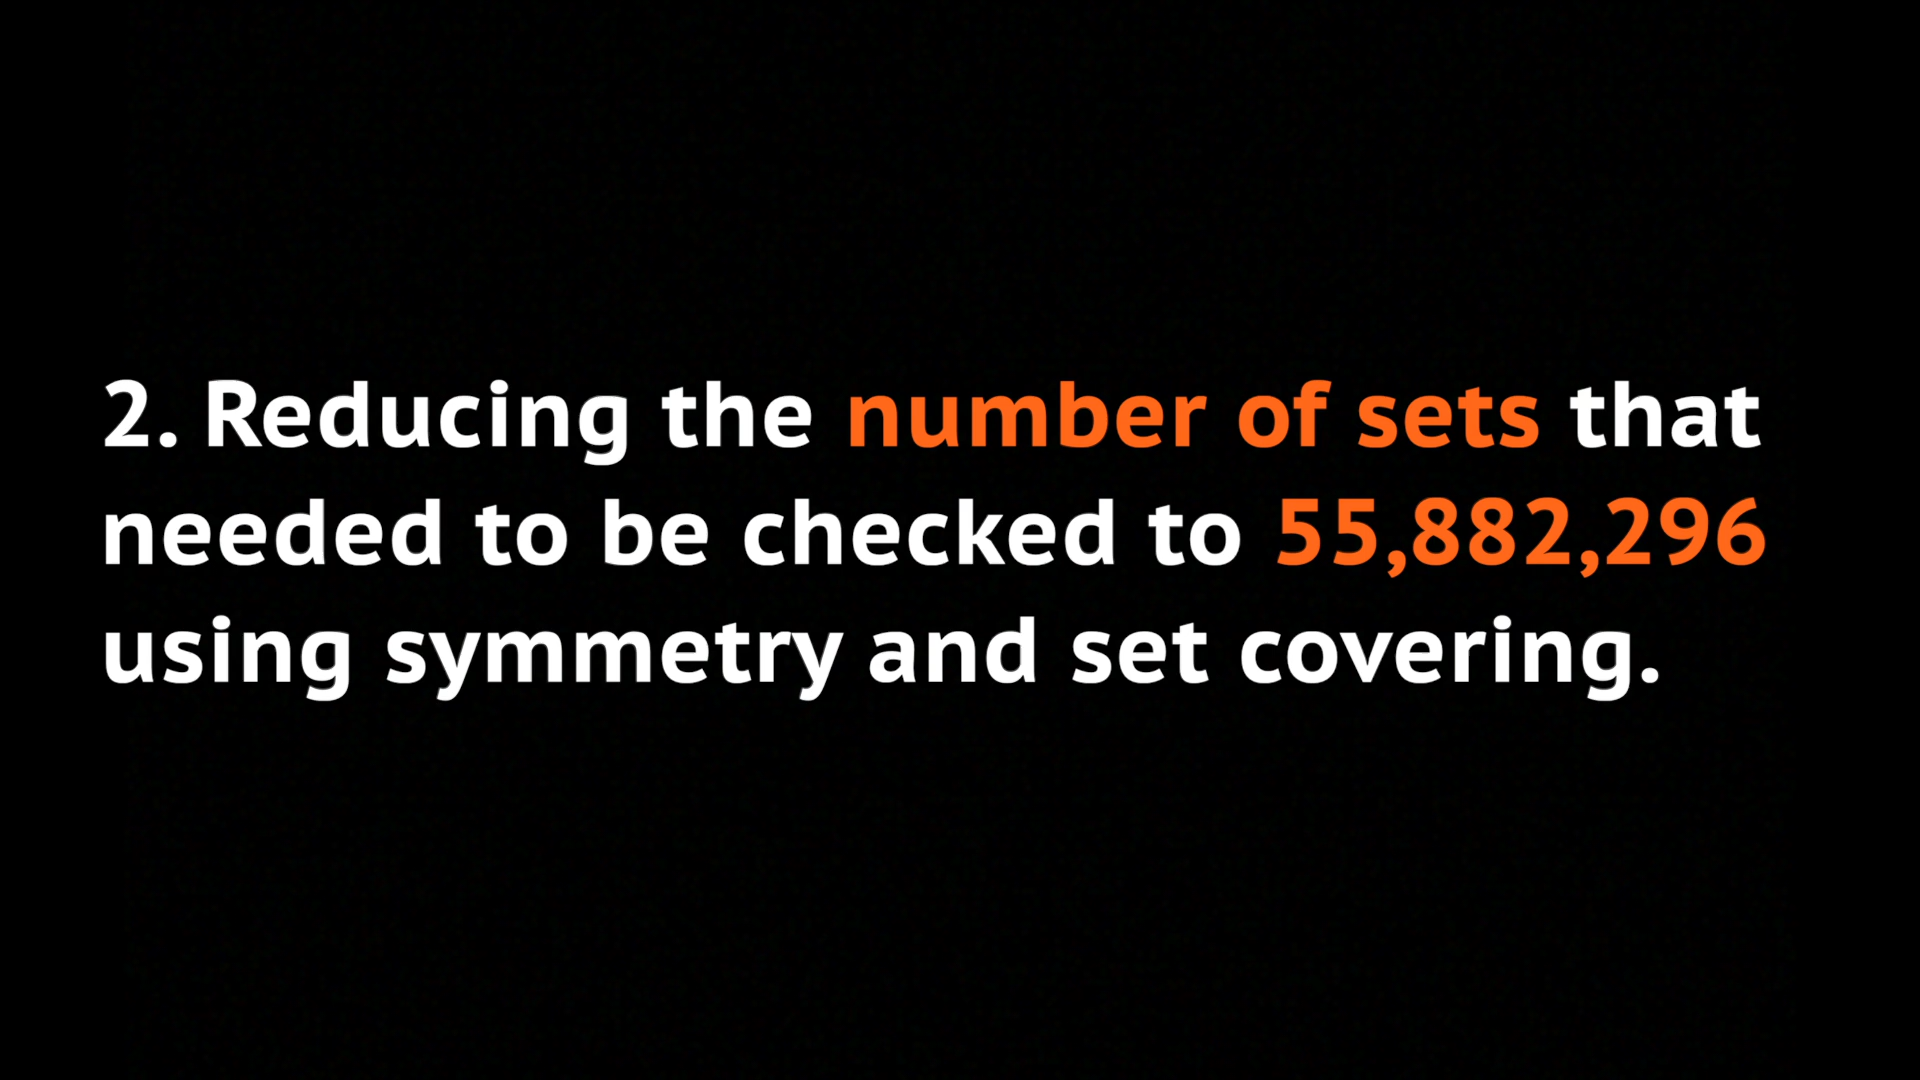 2. Reducing the number of sets that
needed to be checked to 55,882,296
using symmetry and set covering.